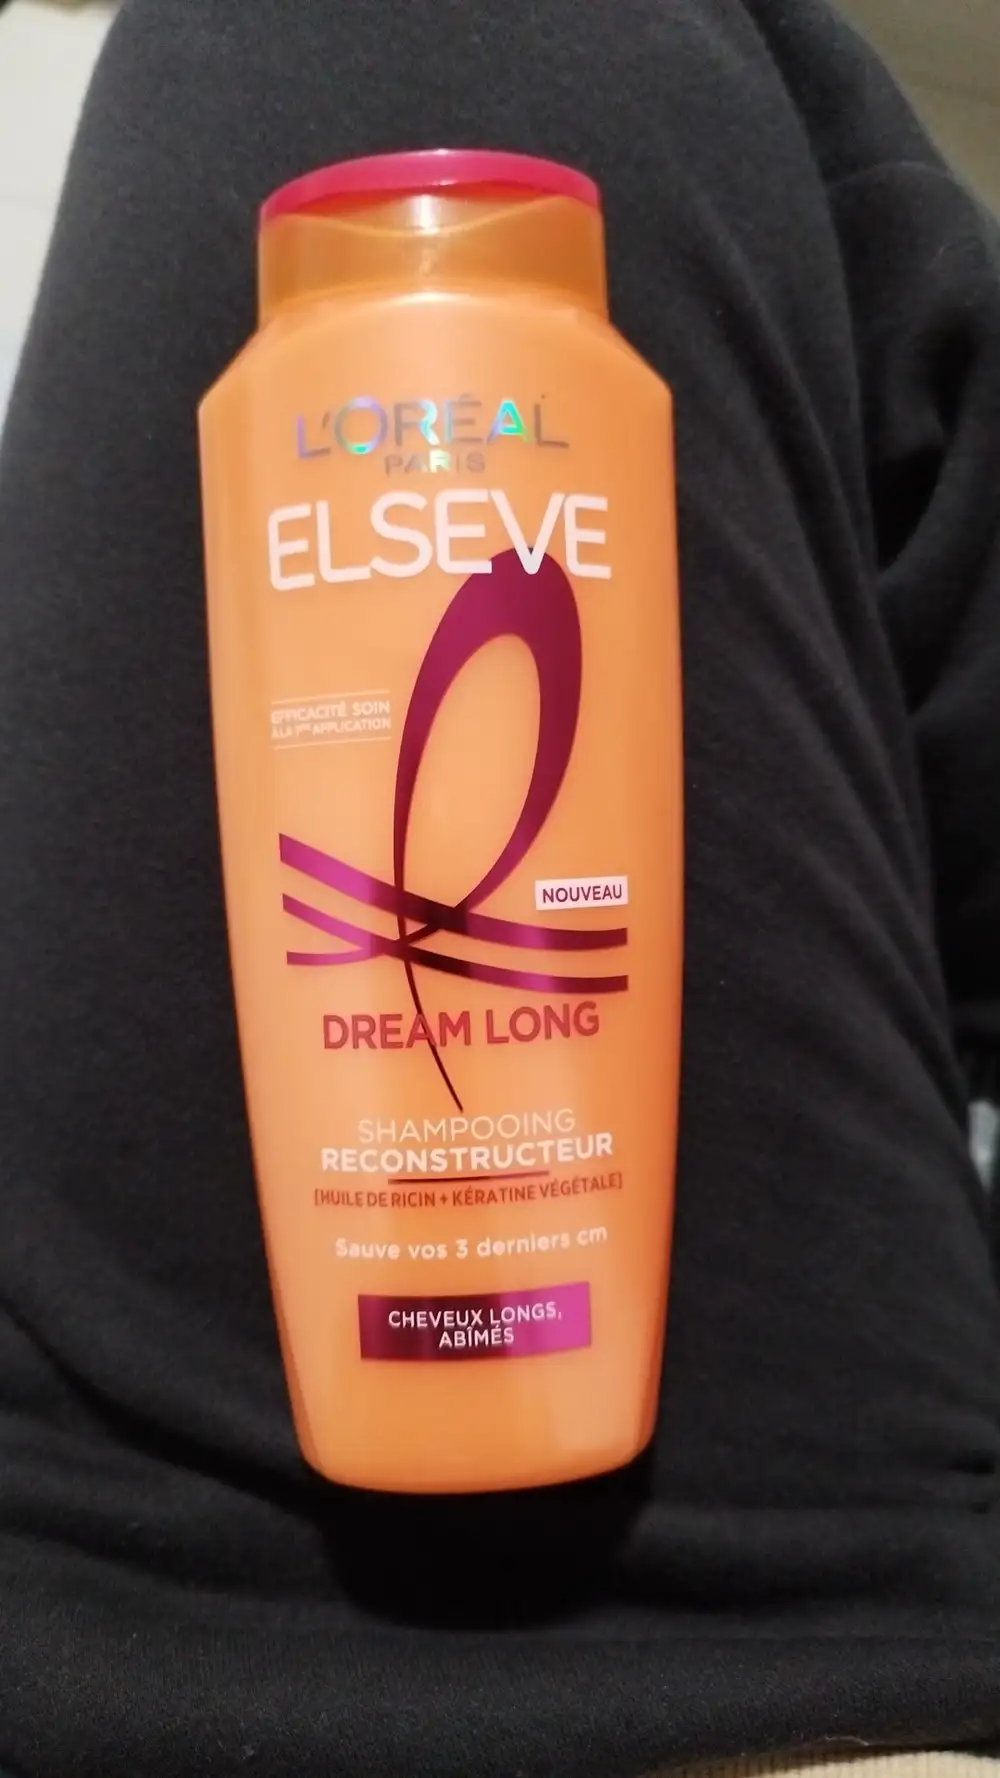 L'ORÉAL
PARIS
ELSEVE
EFFICACITÉ SOIN
À LA 1ÈRE APPLICATION
NOUVEAU
DREAM LONG
SHAMPOOING
RECONSTRUCTEUR
[HUILE DE RICIN + KÉRATINE VÉGÉTALE]
Sauve vos 3 derniers cm
CHEVEUX LONGS,
ABÎMÉS